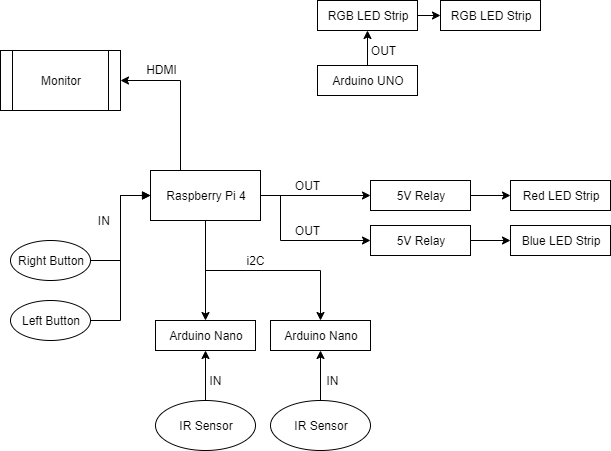 RGB LED Strip
RGB LED Strip
OUT
Arduino UNO
HDMI
Monitor
Raspberry Pi 4
OUT
5V Relay
Red LED Strip
IN
OUT
5V Relay
Blue LED Strip
Right Button
i2C
Left Button
Arduino Nano
Arduino Nano
IN
IN
IR Sensor
IR Sensor